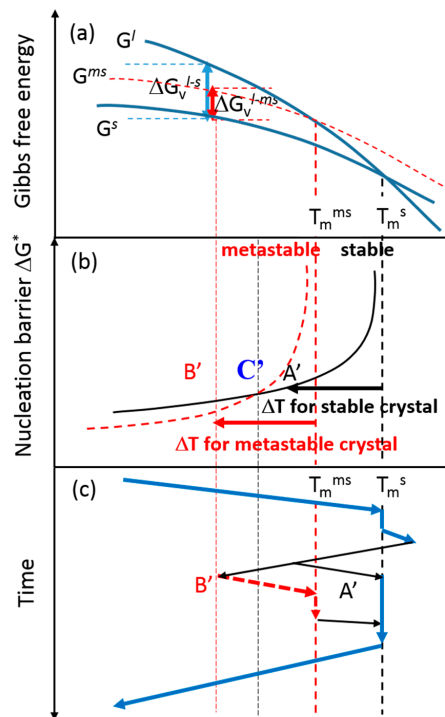 Gibbs free energy
(a)
G^l
G^ms
ΔG_v^l-s
ΔG_v^l-ms
G^s
T_m^ms
T_m^s
Nucleation barrier ΔG*
(b)
metastable
stable
B’
C’
A’
ΔT for stable crystal
ΔT for metastable crystal
Time
(c)
T_m^ms
T_m^s
B’
A’